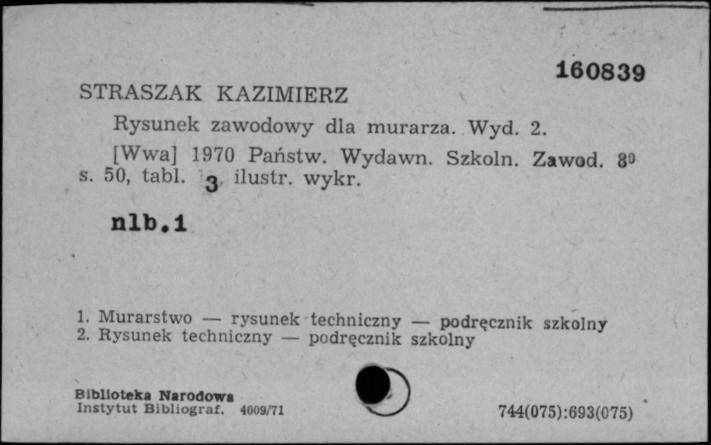 160839
STRASZAK KAZIMIERZ
Rysunek zawodowy dla murarza. Wyd. 2.
[Wwa] 1970 Państw. Wydawn. Szkoln. Zawod. 8⁰
s. 50, tabl. 3, ilustr. wykr.
nlb.1
1. Murarstwo — rysunek techniczny — podręcznik szkolny
2. Rysunek techniczny — podręcznik szkolny
Biblioteka Narodowa
Instytut Bibliograf. 4009/71
744(075):693(075)